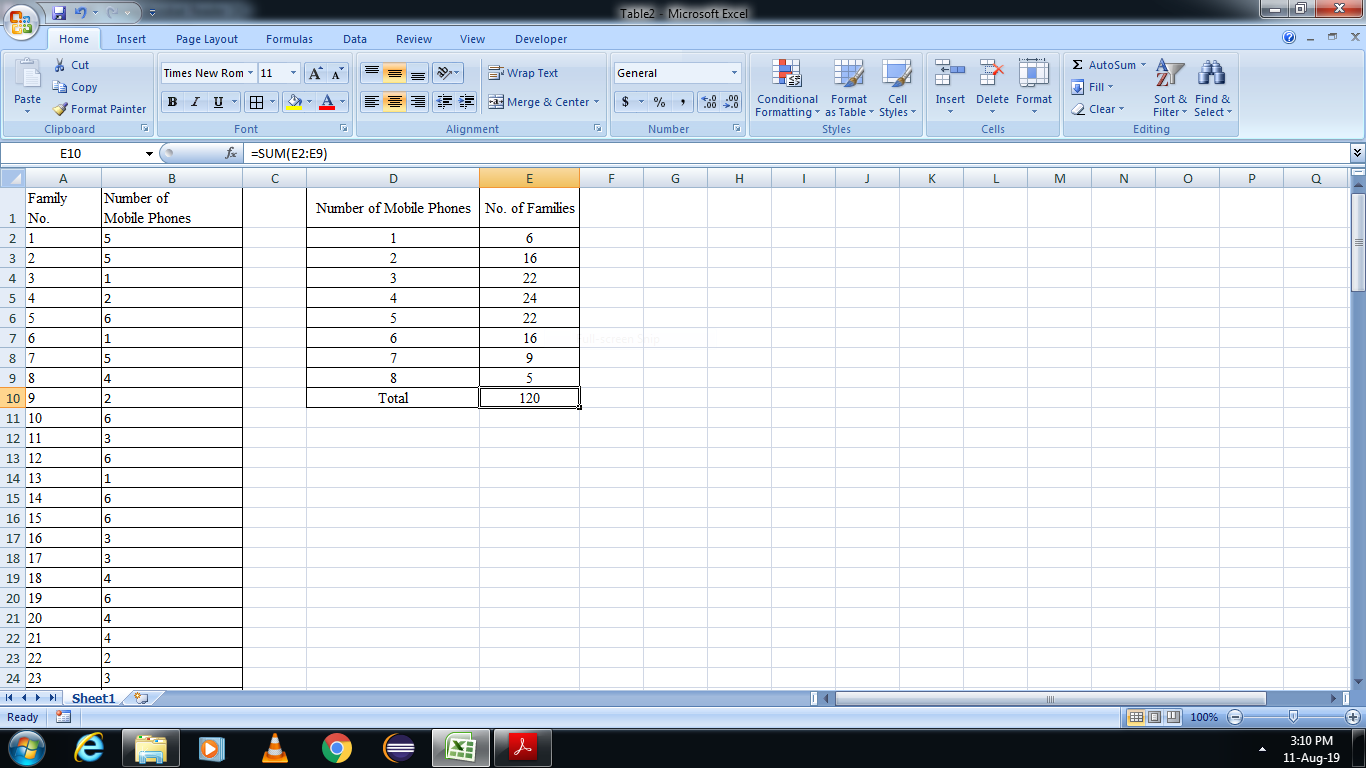 Table2 - Microsoft Excel
Home Insert Page Layout Formulas Data Review View Developer
Paste
Cut
Copy
Format Painter
Clipboard
Times New Rom 11 A A
B I U A
Font
Wrap Text
Merge & Center
Alignment
General
$ % , .00 .0
Number
Conditional Formatting
Format as Table
Cell Styles
Styles
Insert Delete Format
Cells
Σ AutoSum
Fill
Clear
Sort & Filter
Find & Select
Editing
E10 fx =SUM(E2:E9)
A B C D E F G H I J K L M N O P Q
1 Family No. Number of Mobile Phones Number of Mobile Phones No. of Families
2 1 5 1 6
3 2 5 2 16
4 3 1 3 22
5 4 2 4 24
6 5 6 5 22
7 6 1 6 16
8 7 5 7 9
9 8 4 8 5
10 9 2 Total 120
11 10 6
12 11 3
13 12 6
14 13 1
15 14 6
16 15 6
17 16 3
18 17 3
19 18 4
20 19 6
21 20 4
22 21 4
23 22 2
24 23 3
Sheet1
Ready 100%
3:10 PM
11-Aug-19